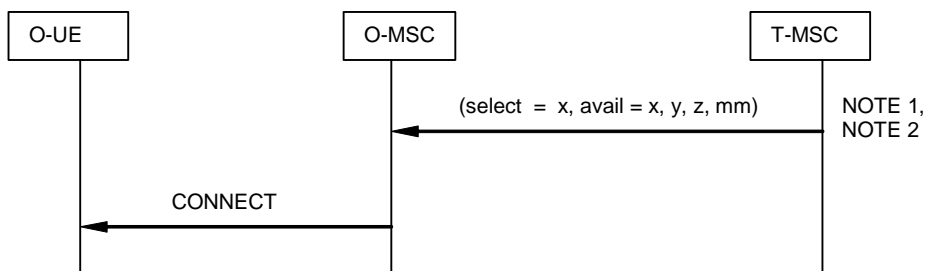 O-UE
O-MSC
T-MSC
(select = x, avail = x, y, z, mm)
NOTE 1,
NOTE 2
CONNECT